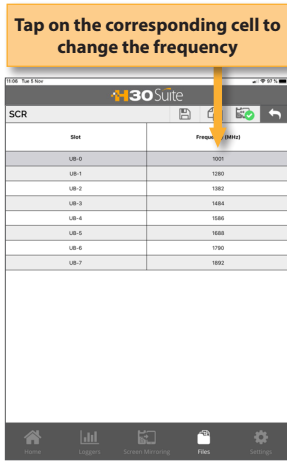 Tap on the corresponding cell to
change the frequency
11:08 Tue 5 Nov 97 %
H30 Suite
SCR
Slot Frequency (MHz)
UB-0 1001
UB-1 1280
UB-2 1382
UB-3 1484
UB-4 1586
UB-5 1688
UB-6 1790
UB-7 1892
Home Loggers Screen Mirroring Files Settings